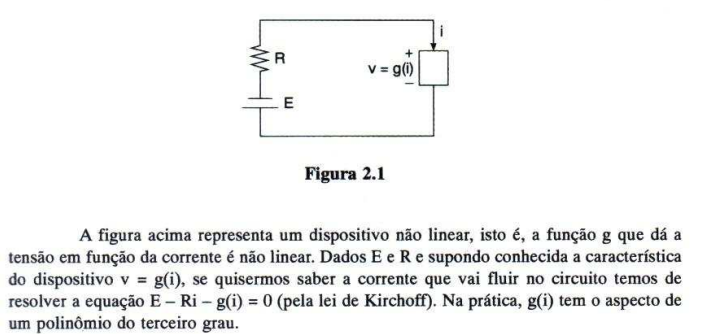 i
R
+
v = g(i)
–
E
Figura 2.1
A figura acima representa um dispositivo não linear, isto é, a função g que dá a
tensão em função da corrente é não linear. Dados E e R e supondo conhecida a característica
do dispositivo v = g(i), se quisermos saber a corrente que vai fluir no circuito temos de
resolver a equação E – Ri – g(i) = 0 (pela lei de Kirchoff). Na prática, g(i) tem o aspecto de
um polinômio do terceiro grau.